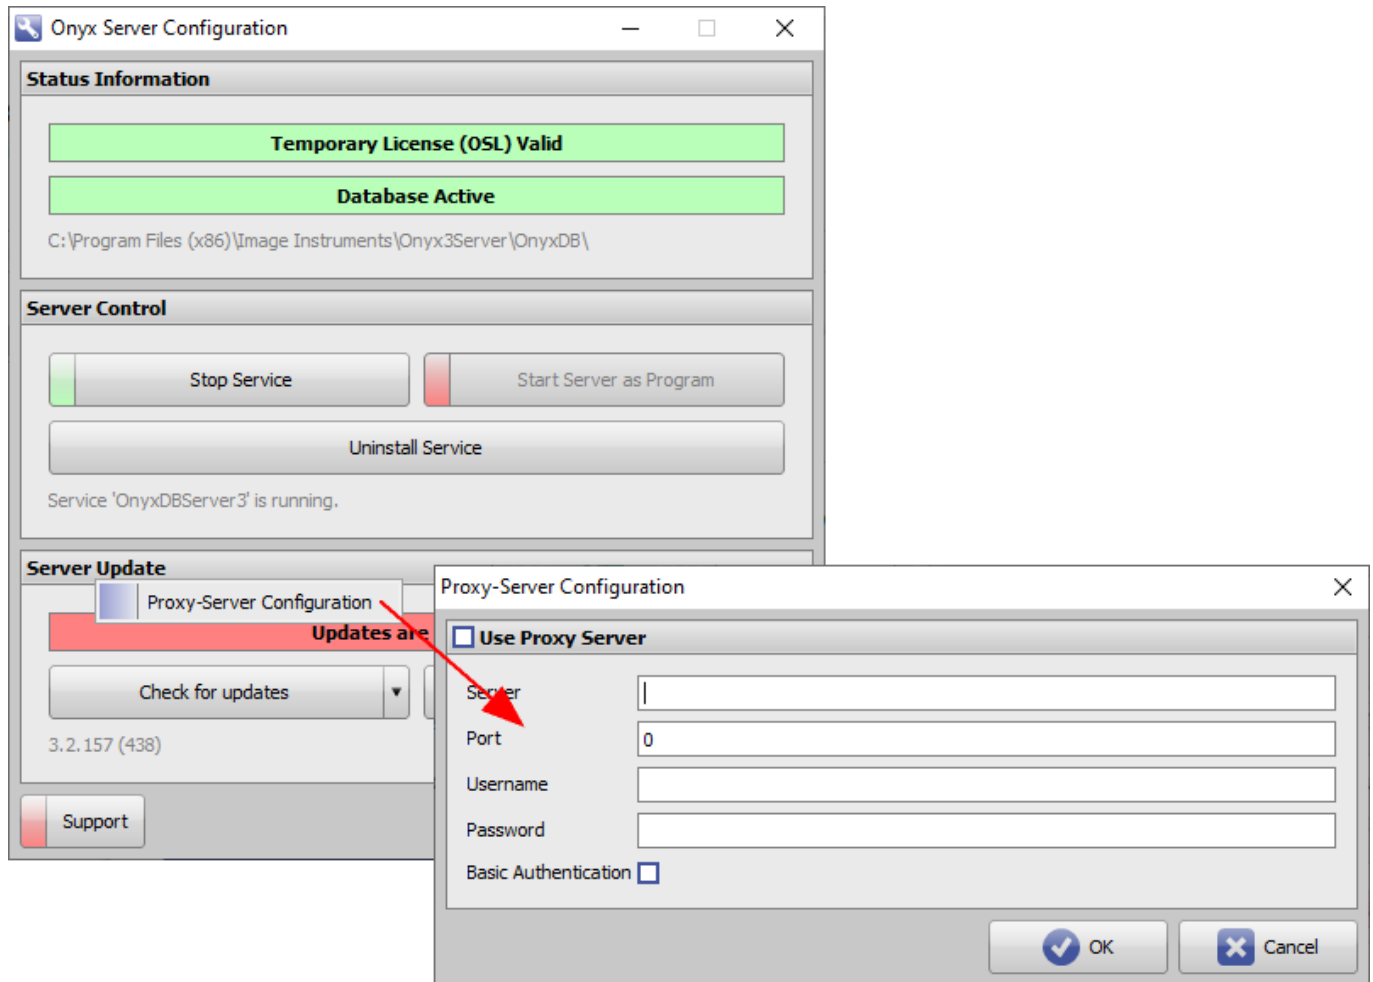 Onyx Server Configuration
Status Information
Temporary License (OSL) Valid
Database Active
C:\Program Files (x86)\Image Instruments\Onyx3Server\OnyxDB\
Server Control
Stop Service
Start Server as Program
Uninstall Service
Service 'OnyxDBServer3' is running.
Server Update
Proxy-Server Configuration
Updates are
Check for updates
3.2.157 (438)
Support
Proxy-Server Configuration
Use Proxy Server
Server
Port 0
Username
Password
Basic Authentication
OK Cancel